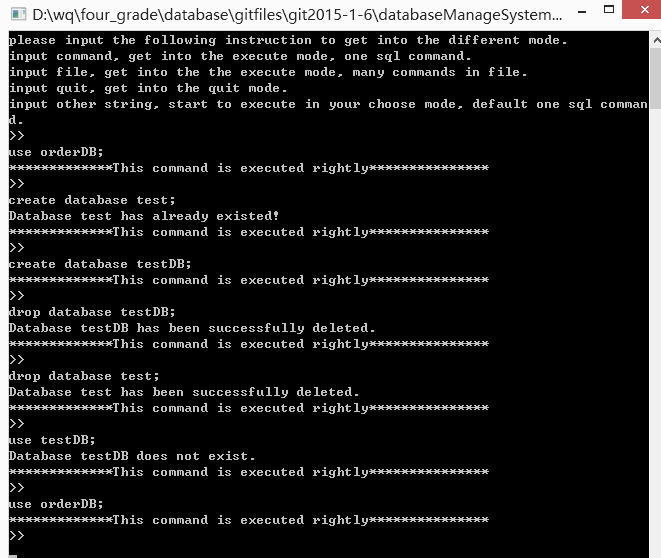 D:\wq\four_grade\database\gitfiles\git2015-1-6\databaseManageSystem...
please input the following instruction to get into the different mode.
input command, get into the execute mode, one sql command.
input file, get into the the execute mode, many commands in file.
input quit, get into the quit mode.
input other string, start to execute in your choose mode, default one sql comman
d.
>>
use orderDB;
*************This command is executed rightly***************
>>
create database test;
Database test has already existed!
*************This command is executed rightly***************
>>
create database testDB;
*************This command is executed rightly***************
>>
drop database testDB;
Database testDB has been successfully deleted.
*************This command is executed rightly***************
>>
drop database test;
Database test has been successfully deleted.
*************This command is executed rightly***************
>>
use testDB;
Database testDB does not exist.
*************This command is executed rightly***************
>>
use orderDB;
*************This command is executed rightly***************
>>